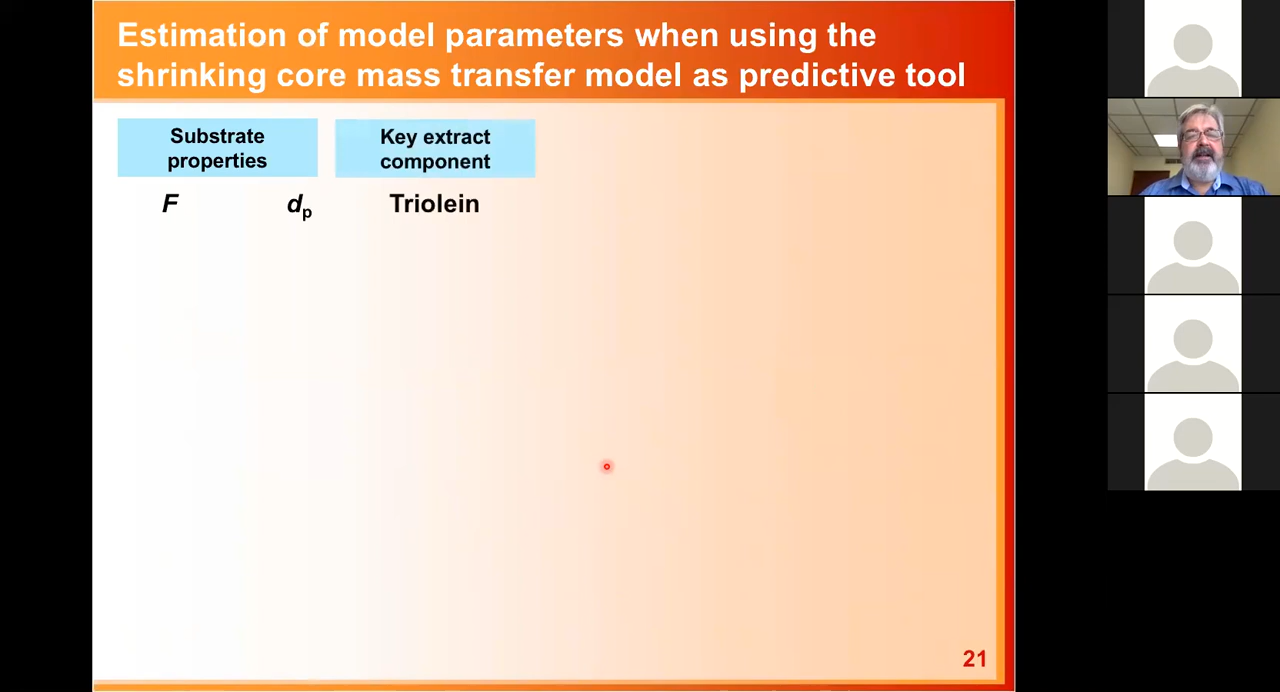 Estimation of model parameters when using the
shrinking core mass transfer model as predictive tool
Substrate
properties
Key extract
component
F dp Triolein
21